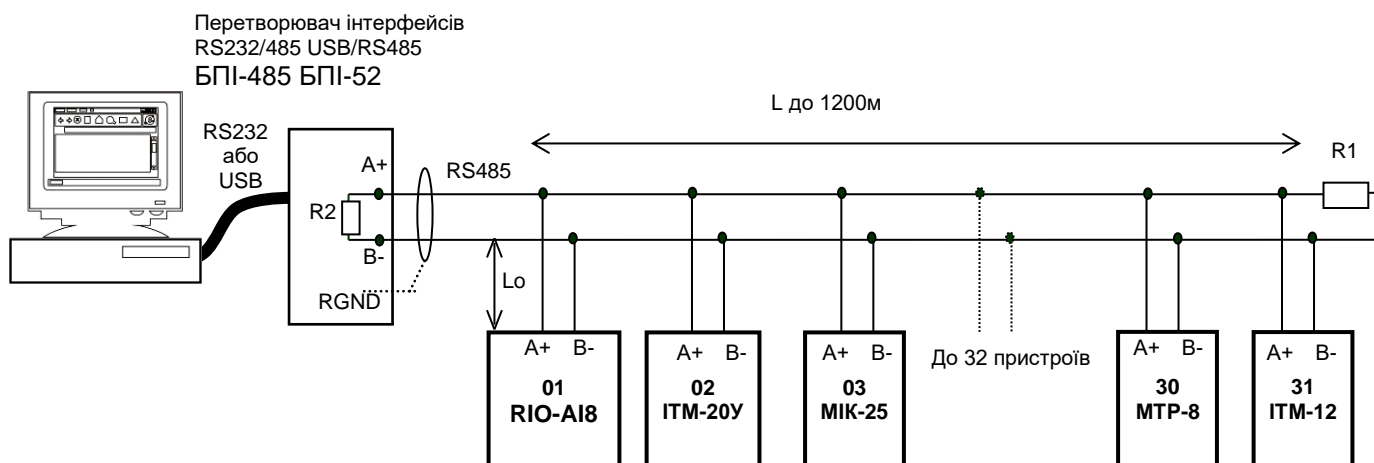 Перетворювач інтерфейсів
RS232/485 USB/RS485
БПІ-485 БПІ-52
L до 1200м
RS232
або
USB
A+
RS485
R1
R2
B-
RGND
Lo
A+ B-
A+ B-
A+ B-
До 32 пристроїв
A+ B-
A+ B-
01
RIO-AI8
02
ІТМ-20У
03
МІК-25
30
МТР-8
31
ІТМ-12